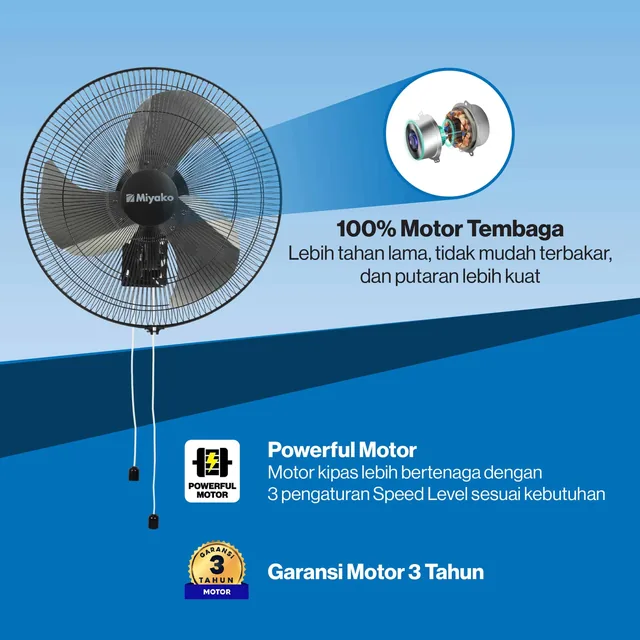 Miyako
100% Motor Tembaga
Lebih tahan lama, tidak mudah terbakar,
dan putaran lebih kuat
POWERFUL
MOTOR
Powerful Motor
Motor kipas lebih bertenaga dengan
3 pengaturan Speed Level sesuai kebutuhan
GARANSI
3
TAHUN
MOTOR
Garansi Motor 3 Tahun